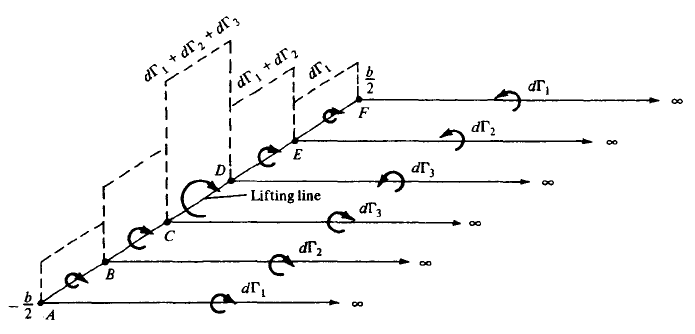 dΓ₁ + dΓ₂ + dΓ₃
dΓ₁ + dΓ₂
dΓ₁
b/2
F
dΓ₁
∞
E
dΓ₂
∞
D
dΓ₃
∞
Lifting line
C
dΓ₃
∞
B
dΓ₂
∞
-b/2
A
dΓ₁
∞